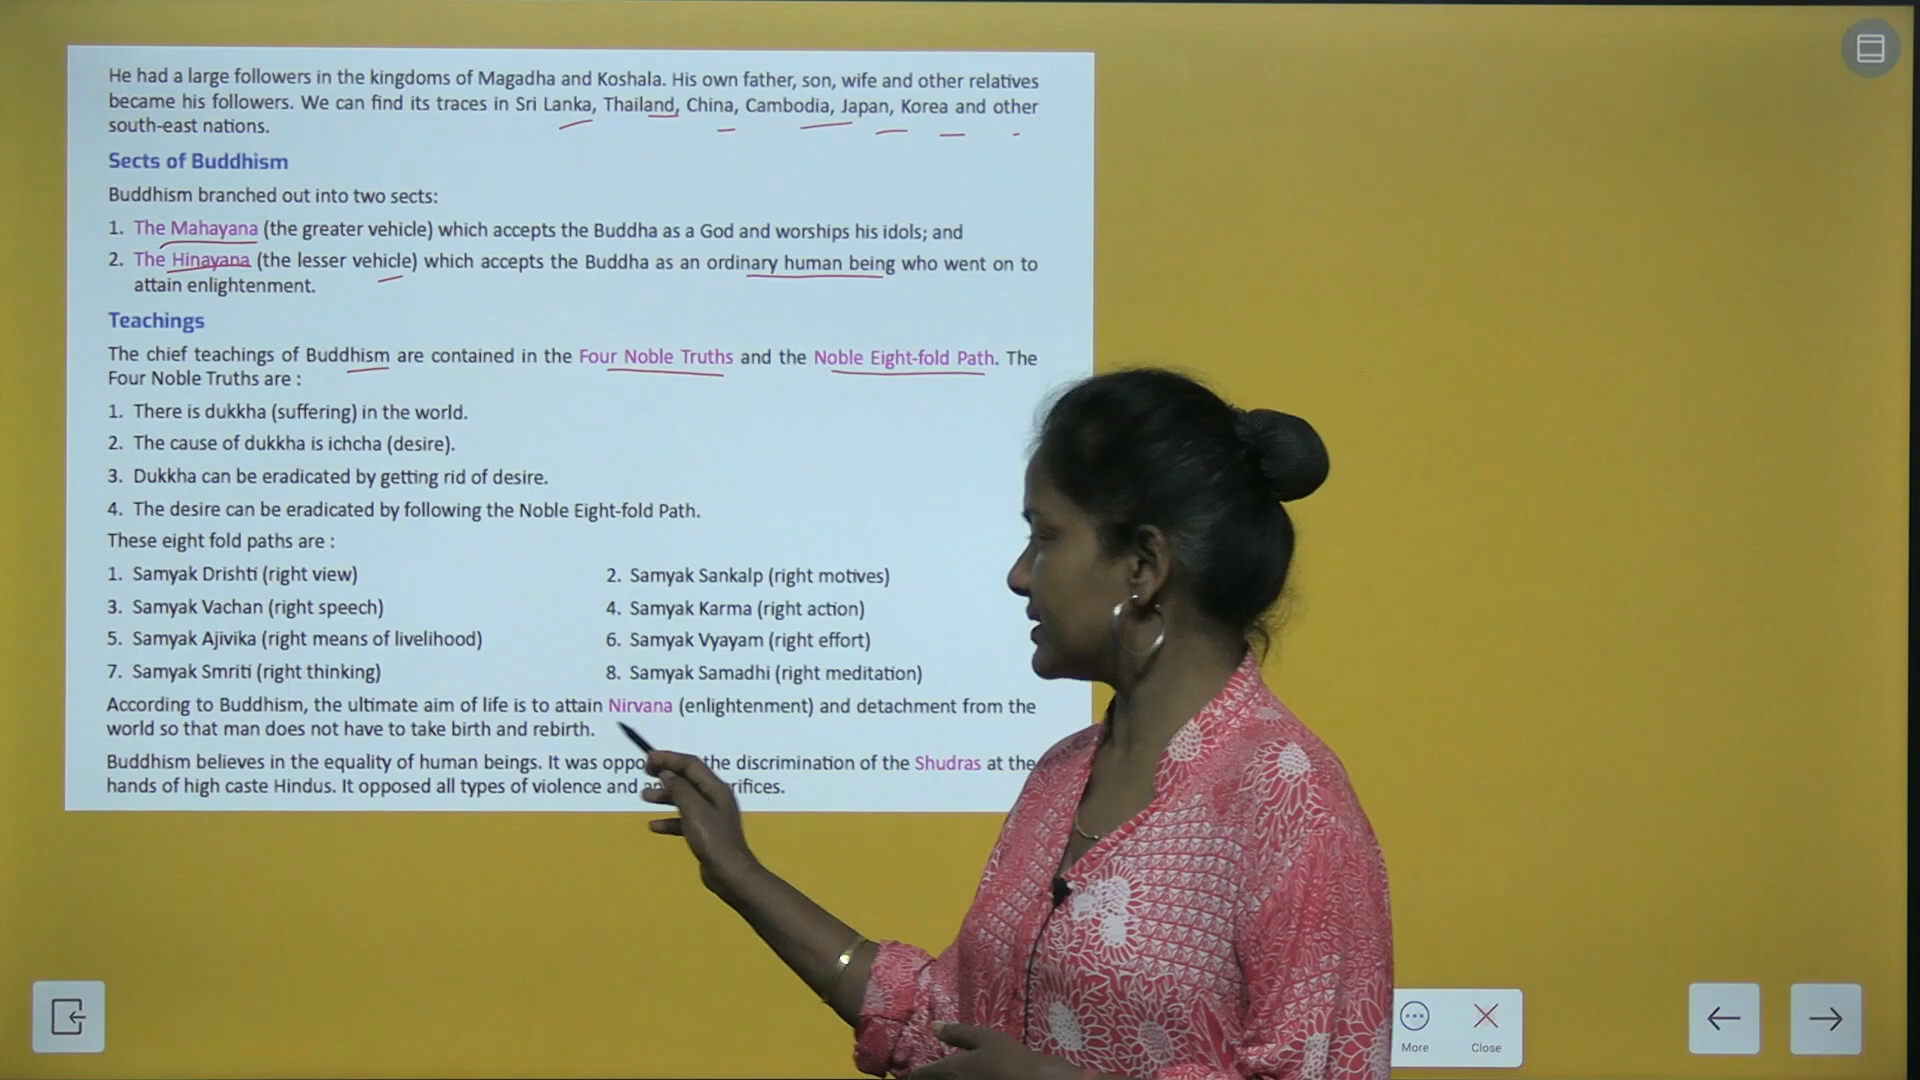 He had a large followers in the kingdoms of Magadha and Koshala. His own father, son, wife and other relatives
became his followers. We can find its traces in Sri Lanka, Thailand, China, Cambodia, Japan, Korea and other
south-east nations.
Sects of Buddhism
Buddhism branched out into two sects:
1. The Mahayana (the greater vehicle) which accepts the Buddha as a God and worships his idols; and
2. The Hinayana (the lesser vehicle) which accepts the Buddha as an ordinary human being who went on to
attain enlightenment.
Teachings
The chief teachings of Buddhism are contained in the Four Noble Truths and the Noble Eight-fold Path. The
Four Noble Truths are :
1. There is dukkha (suffering) in the world.
2. The cause of dukkha is ichcha (desire).
3. Dukkha can be eradicated by getting rid of desire.
4. The desire can be eradicated by following the Noble Eight-fold Path.
These eight fold paths are :
1. Samyak Drishti (right view) 2. Samyak Sankalp (right motives)
3. Samyak Vachan (right speech) 4. Samyak Karma (right action)
5. Samyak Ajivika (right means of livelihood) 6. Samyak Vyayam (right effort)
7. Samyak Smriti (right thinking) 8. Samyak Samadhi (right meditation)
According to Buddhism, the ultimate aim of life is to attain Nirvana (enlightenment) and detachment from the
world so that man does not have to take birth and rebirth.
Buddhism believes in the equality of human beings. It was the discrimination of the Shudras at the
hands of high caste Hindus. It opposed all types of violence and
More Close